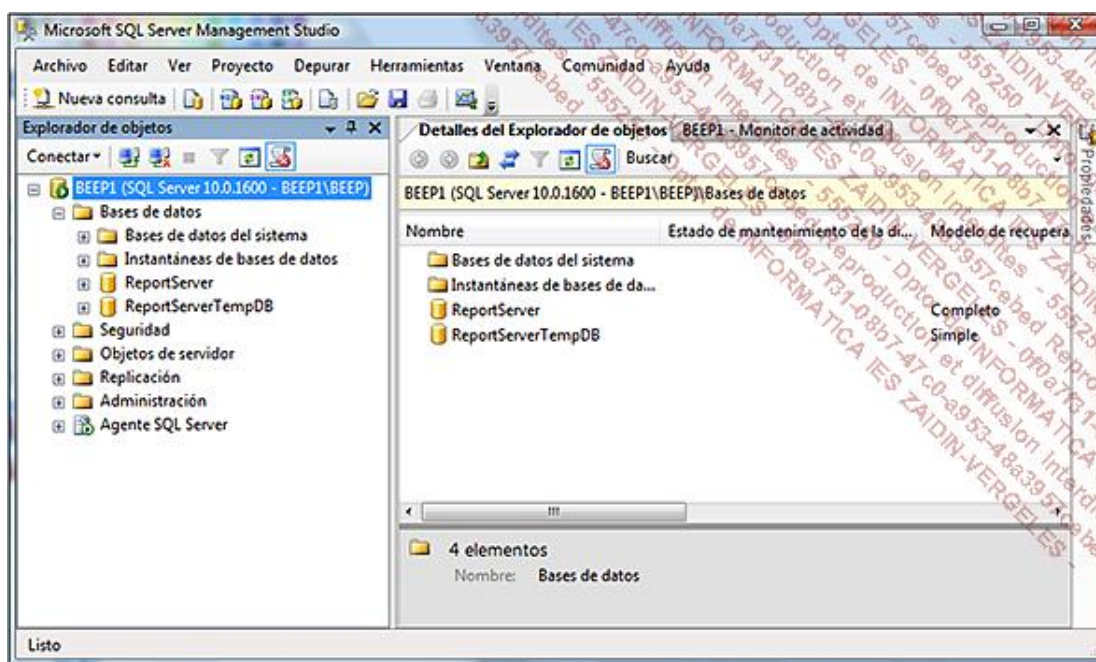 Microsoft SQL Server Management Studio
Archivo Editar Ver Proyecto Depurar Herramientas Ventana Comunidad Ayuda
Nueva consulta
Explorador de objetos
Conectar
BEEP1 (SQL Server 10.0.1600 - BEEP1\BEEP)
Bases de datos
Bases de datos del sistema
Instantáneas de bases de datos
ReportServer
ReportServerTempDB
Seguridad
Objetos de servidor
Replicación
Administración
Agente SQL Server
Detalles del Explorador de objetos BEEP1 - Monitor de actividad
Buscar
BEEP1 (SQL Server 10.0.1600 - BEEP1\BEEP)\Bases de datos
Nombre Estado de mantenimiento de la di... Modelo de recupera
Bases de datos del sistema
Instantáneas de bases de da...
ReportServer Completo
ReportServerTempDB Simple
4 elementos
Nombre: Bases de datos
Propiedades
Listo